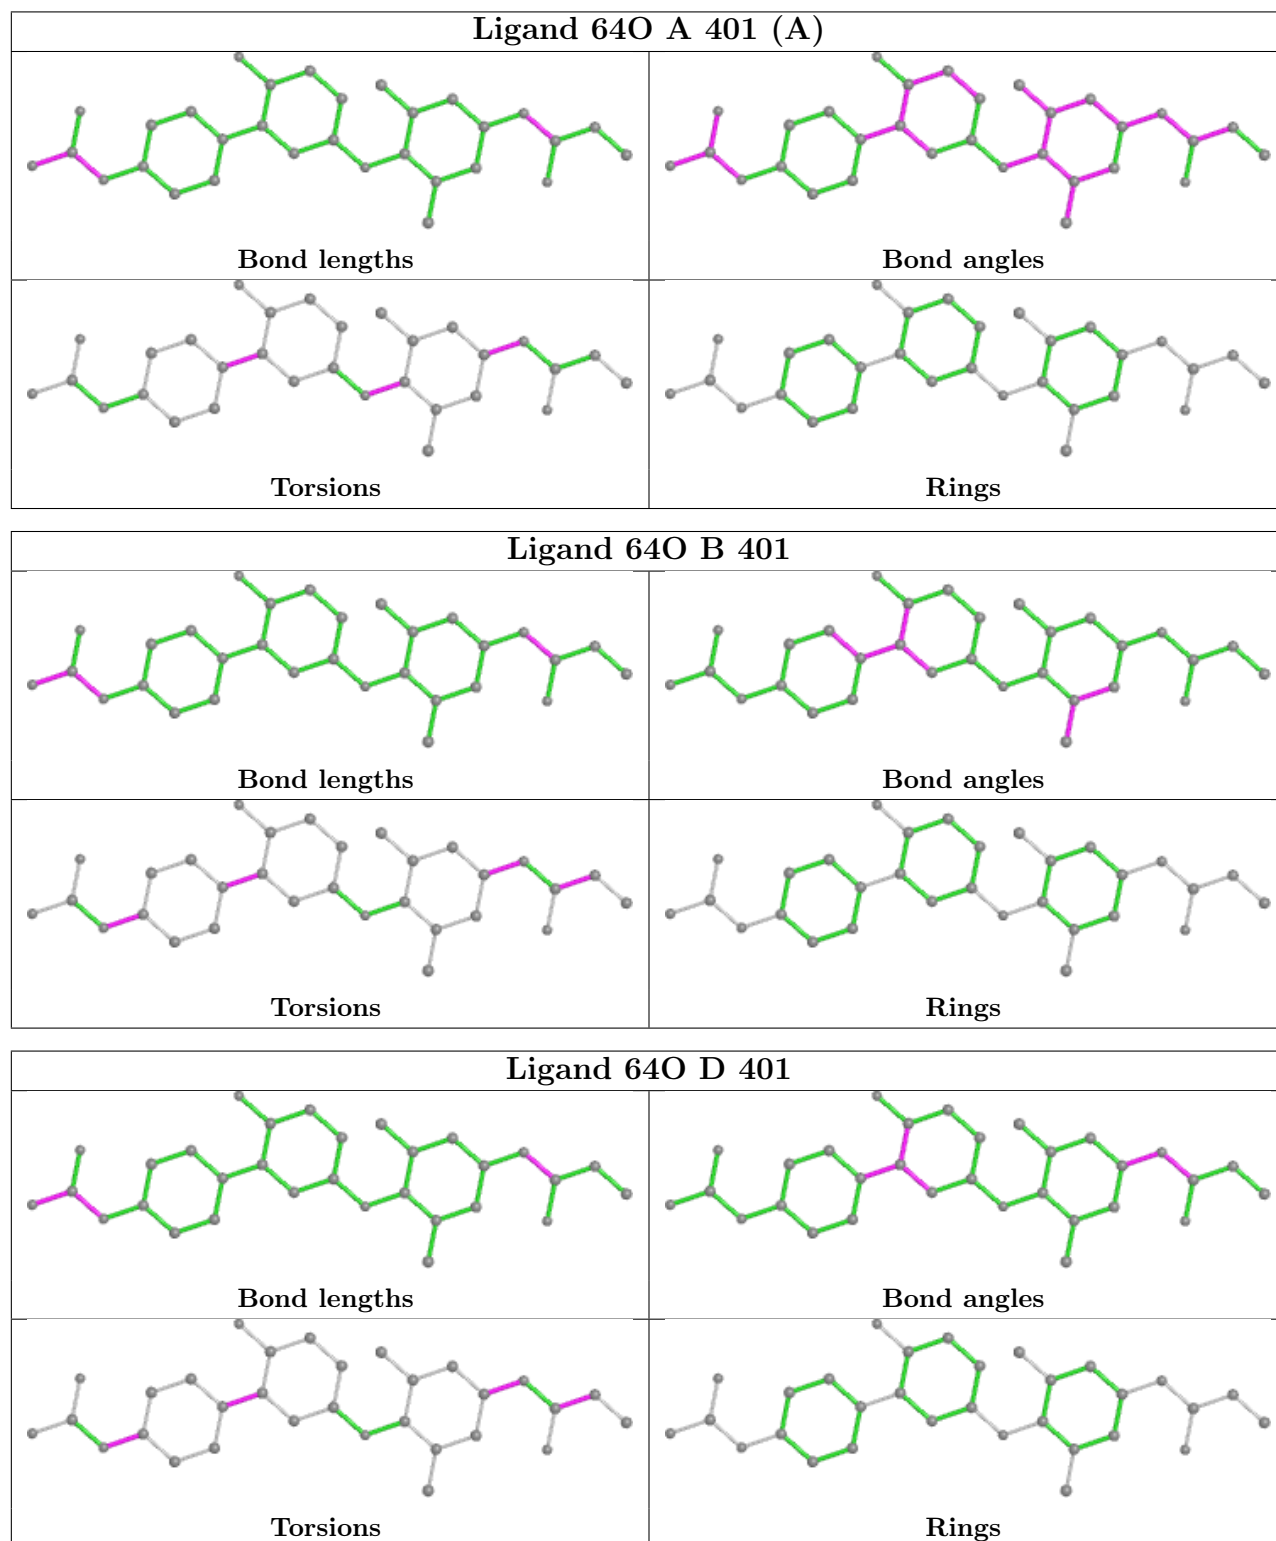 Ligand 64O A 401 (A)
Bond lengths
Bond angles
Torsions
Rings
Ligand 64O B 401
Bond lengths
Bond angles
Torsions
Rings
Ligand 64O D 401
Bond lengths
Bond angles
Torsions
Rings